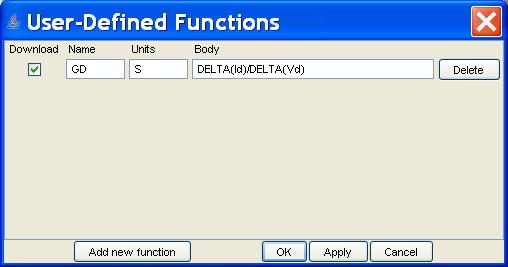 User-Defined Functions
Download Name Units Body
GD S DELTA(Id)/DELTA(Vd) Delete
Add new function OK Apply Cancel